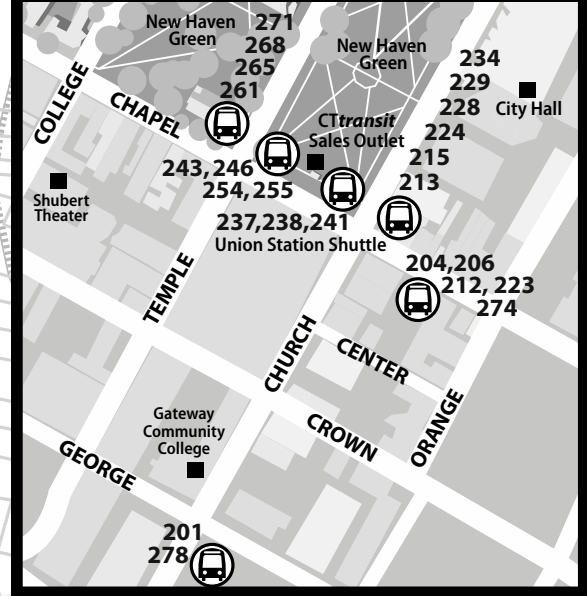 New Haven
Green
271
268
265
261
New Haven
Green
234
229
228
224
215
213
City Hall
COLLEGE
CHAPEL
CTtransit
Sales Outlet
243, 246
254, 255
Shubert
Theater
237,238,241
Union Station Shuttle
204,206
212, 223
274
TEMPLE
CHURCH
CENTER
ORANGE
CROWN
Gateway
Community
College
GEORGE
201
278